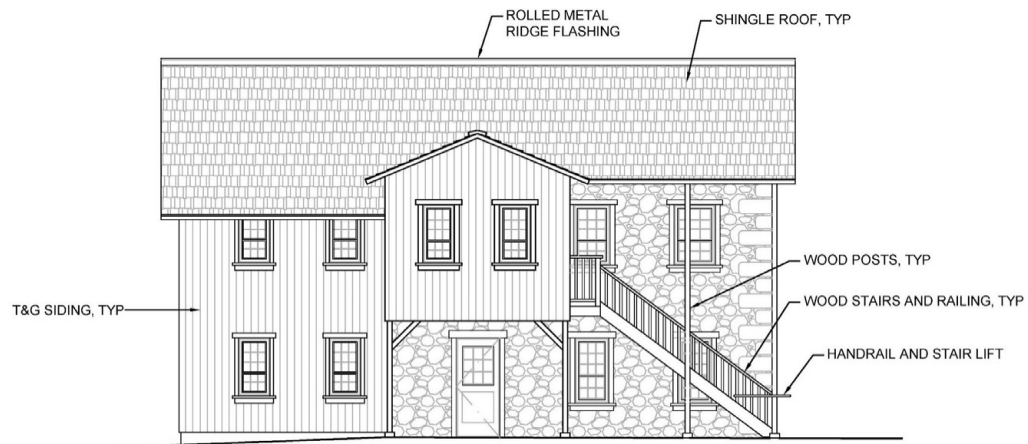 ROLLED METAL
RIDGE FLASHING
SHINGLE ROOF, TYP
WOOD POSTS, TYP
T&G SIDING, TYP
WOOD STAIRS AND RAILING, TYP
HANDRAIL AND STAIR LIFT